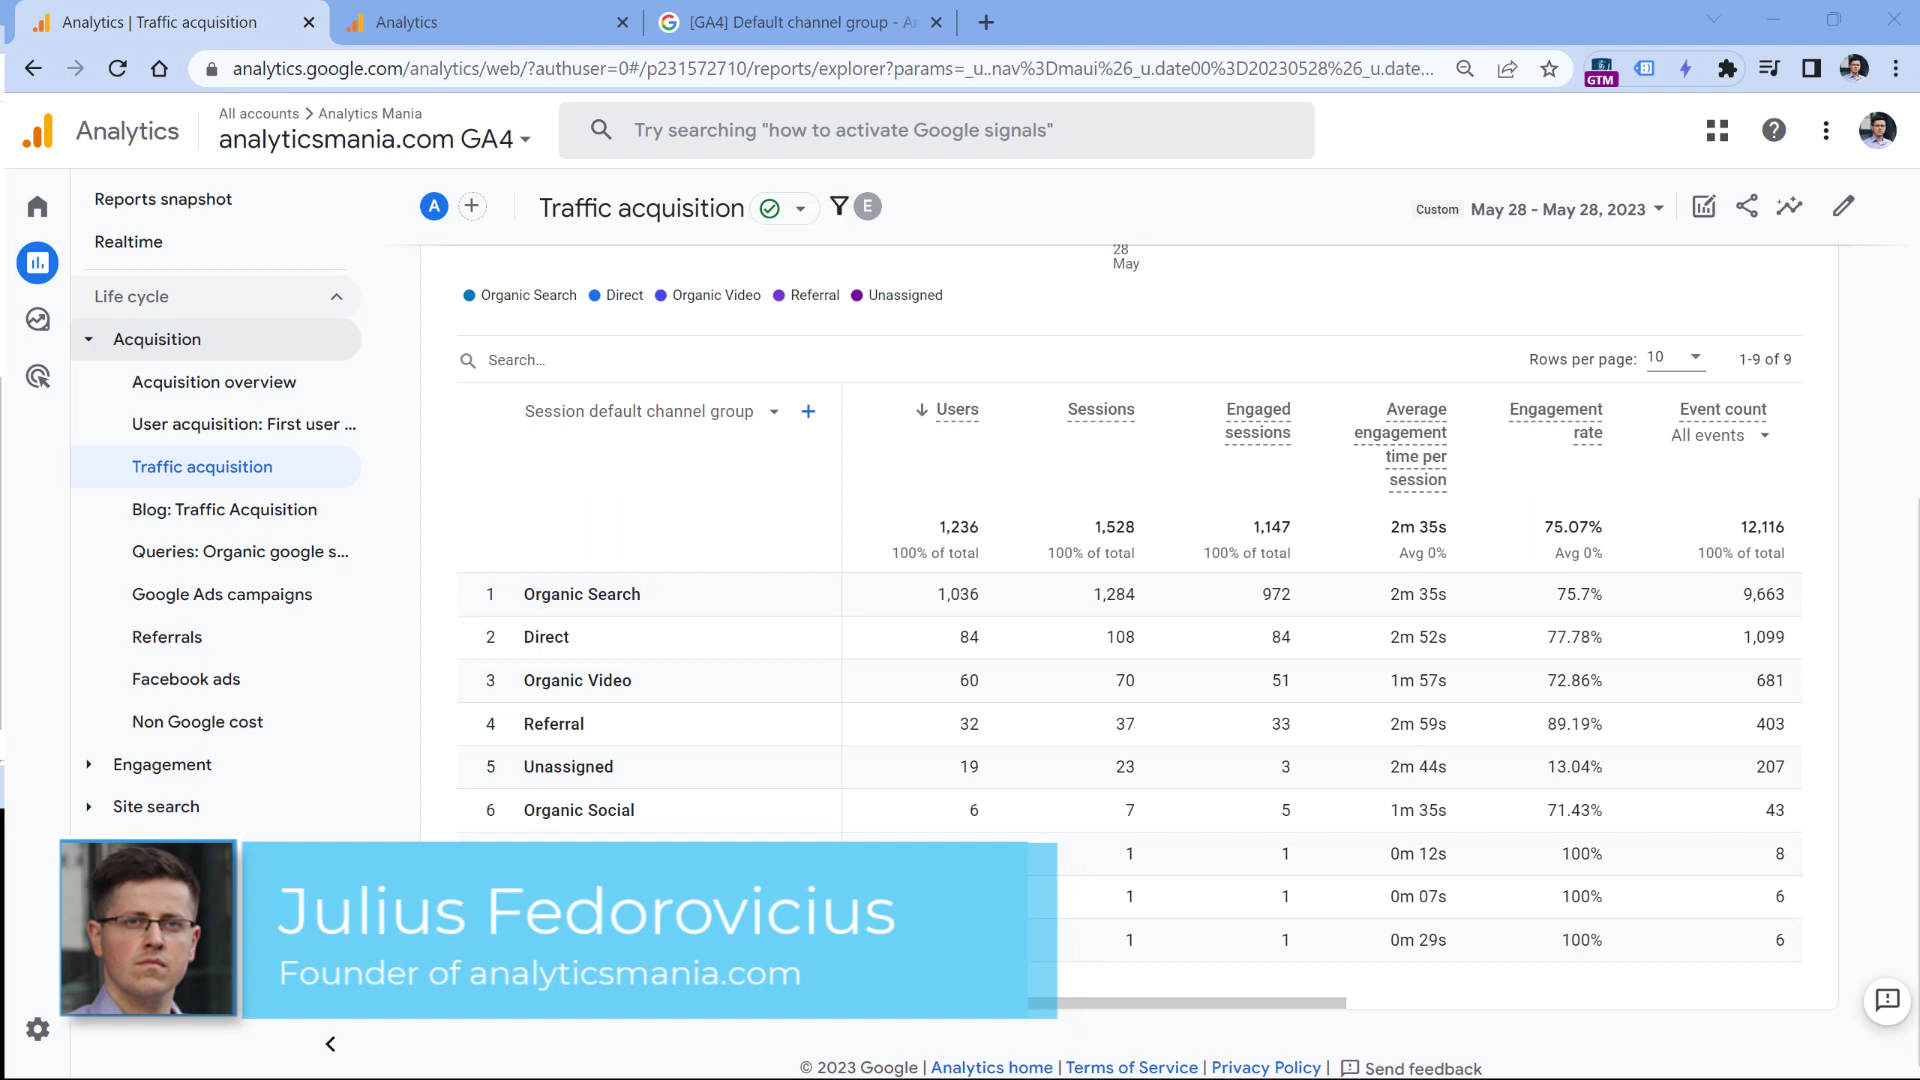 Analytics | Traffic acquisition
Analytics
[GA4] Default channel group - An
analytics.google.com/analytics/web/?authuser=0#/p231572710/reports/explorer?params=_u..nav%3Dmaui%26_u.date00%3D20230528%26_u.date...
GTM
Analytics
All accounts > Analytics Mania
analyticsmania.com GA4
Try searching "how to activate Google signals"
Reports snapshot
Realtime
Life cycle
Acquisition
Acquisition overview
User acquisition: First user ...
Traffic acquisition
Blog: Traffic Acquisition
Queries: Organic google s...
Google Ads campaigns
Referrals
Facebook ads
Non Google cost
Engagement
Site search
A
Traffic acquisition
E
Custom May 28 - May 28, 2023
28
May
Organic Search Direct Organic Video Referral Unassigned
Search...
Rows per page: 10 1-9 of 9
Session default channel group
Users
Sessions
Engaged
sessions
Average
engagement
time per
session
Engagement
rate
Event count
All events
1,236 1,528 1,147 2m 35s 75.07% 12,116
100% of total 100% of total 100% of total Avg 0% Avg 0% 100% of total
1 Organic Search 1,036 1,284 972 2m 35s 75.7% 9,663
2 Direct 84 108 84 2m 52s 77.78% 1,099
3 Organic Video 60 70 51 1m 57s 72.86% 681
4 Referral 32 37 33 2m 59s 89.19% 403
5 Unassigned 19 23 3 2m 44s 13.04% 207
6 Organic Social 6 7 5 1m 35s 71.43% 43
1 1 0m 12s 100% 8
1 1 0m 07s 100% 6
1 1 0m 29s 100% 6
Julius Fedorovicius
Founder of analyticsmania.com
© 2023 Google | Analytics home | Terms of Service | Privacy Policy | Send feedback